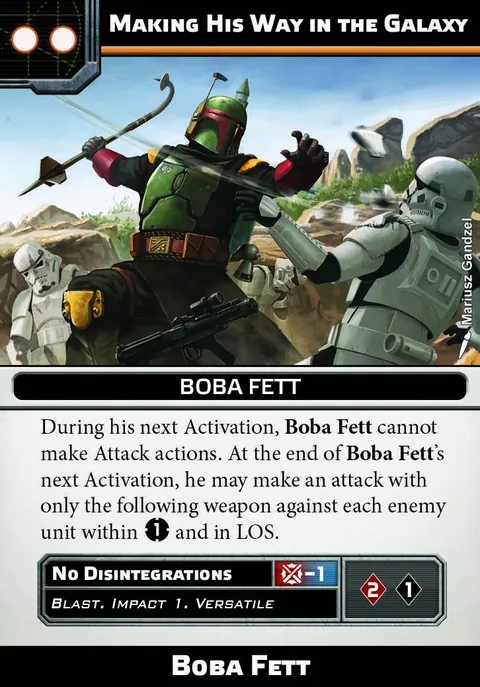 Making His Way in the Galaxy
Mariusz Gandzel
BOBA FETT
During his next Activation, Boba Fett cannot
make Attack actions. At the end of Boba Fett's
next Activation, he may make an attack with
only the following weapon against each enemy
unit within 1 and in LOS.
No Disintegrations -1
Blast. Impact 1. Versatile
2 1
Boba Fett